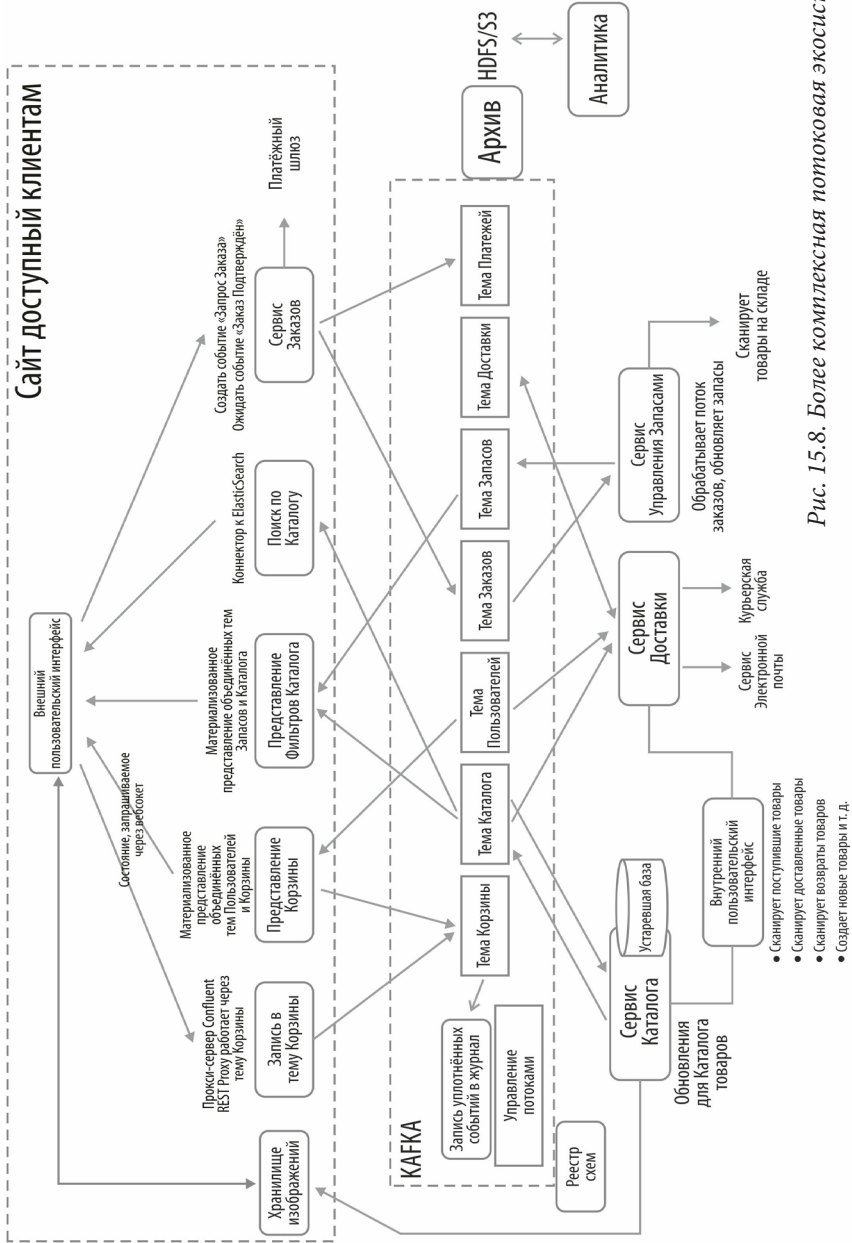 Сайт доступный клиентам
Внешний
пользовательский интерфейс
Состояние, запрашиваемое
через вебсокет
Прокси-сервер Confluent
REST Proxy работает через
тему Корзины
Материализованное
представление
объединённых
тем Пользователей
и Корзины
Материализованное
представление объединённых тем
Запасов и Каталога
Коннектор к ElasticSearch
Создать событие «Запрос Заказа»
Ожидать событие «Заказ Подтверждён»
Хранилище
изображений
Запись в
тему Корзины
Представление
Корзины
Представление
Фильтров Каталога
Поиск по
Каталогу
Сервис
Заказов
Платёжный
шлюз
KAFKA
Запись уплотнённых
событий в журнал
Управление
потоками
Тема Корзины
Тема Каталога
Тема
Пользователей
Тема Заказов
Тема Запасов
Тема Доставки
Тема Платежей
Архив
HDFS/S3
Аналитика
Реестр
схем
Сервис
Каталога
Устаревшая база
Обновления
для Каталога
товаров
Внутренний
пользовательский
интерфейс
• Сканирует поступившие товары
• Сканирует доставленные товары
• Сканирует возвраты товаров
• Создает новые товары и т. д.
Сервис
Доставки
Сервис
Электронной
почты
Курьерская
служба
Сервис
Управления Запасами
Обрабатывает поток
заказов, обновляет запасы
Сканирует
товары на складе
Рис. 15.8. Более комплексная потоковая